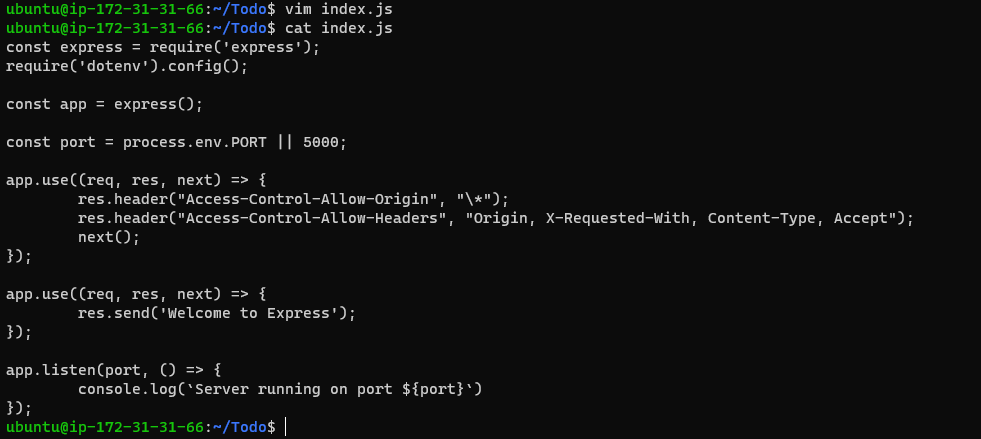 ubuntu@ip-172-31-31-66:~/Todo$ vim index.js
ubuntu@ip-172-31-31-66:~/Todo$ cat index.js
const express = require('express');
require('dotenv').config();
const app = express();
const port = process.env.PORT || 5000;
app.use((req, res, next) => {
        res.header("Access-Control-Allow-Origin", "\*");
        res.header("Access-Control-Allow-Headers", "Origin, X-Requested-With, Content-Type, Accept");
        next();
});
app.use((req, res, next) => {
        res.send('Welcome to Express');
});
app.listen(port, () => {
        console.log(`Server running on port ${port}`)
});
ubuntu@ip-172-31-31-66:~/Todo$